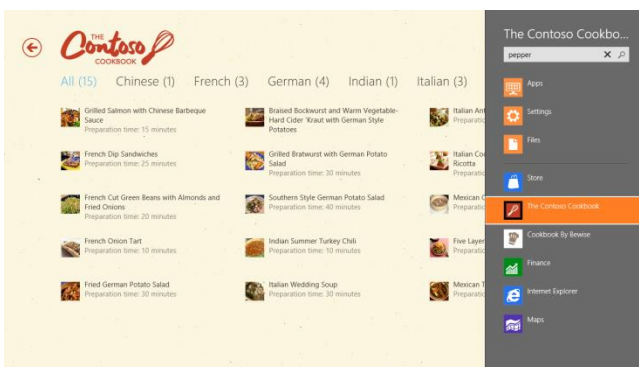 THE
Contoso
COOKBOOK
All (15) Chinese (1) French (3) German (4) Indian (1) Italian (3)
Grilled Salmon with Chinese Barbeque
Sauce
Preparation time: 15 minutes
French Dip Sandwiches
Preparation time: 25 minutes
French Cut Green Beans with Almonds and
Fried Onions
Preparation time: 20 minutes
French Onion Tart
Preparation time: 10 minutes
Fried German Potato Salad
Preparation time: 30 minutes
Braised Bockwurst and Warm Vegetable-
Hard Cider 'Kraut with German Style
Potatoes
Grilled Bratwurst with German Potato
Salad
Preparation time: 30 minutes
Southern Style German Potato Salad
Preparation time: 40 minutes
Indian Summer Turkey Chili
Preparation time: 10 minutes
Italian Wedding Soup
Preparation time: 30 minutes
Italian Ant
Preparatio
Italian Co
Ricotta
Preparatio
Mexican C
Preparatio
Five Layer
Preparatio
Mexican T
Preparatio
The Contoso Cookbo...
pepper
Apps
Settings
Files
Store
The Contoso Cookbook
Cookbook By Bewise
Finance
Internet Explorer
Maps